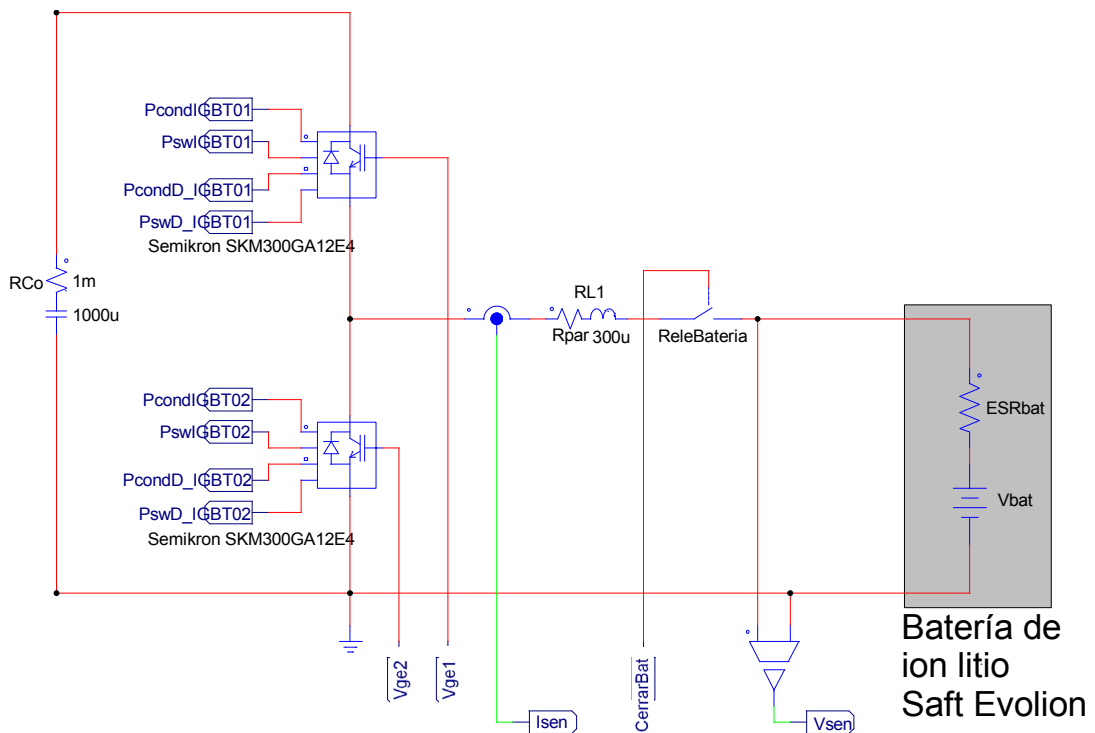 PcondIGBT01
PswIGBT01
PcondD_IGBT01
PswD_IGBT01
Semikron SKM300GA12E4
RCo
1m
1000u
RL1
Rpar
300u
ReleBateria
PcondIGBT02
PswIGBT02
PcondD_IGBT02
PswD_IGBT02
Semikron SKM300GA12E4
ESRbat
Vbat
Vge2
Vge1
Isen
CerrarBat
Vsen
Batería de
ion litio
Saft Evolion